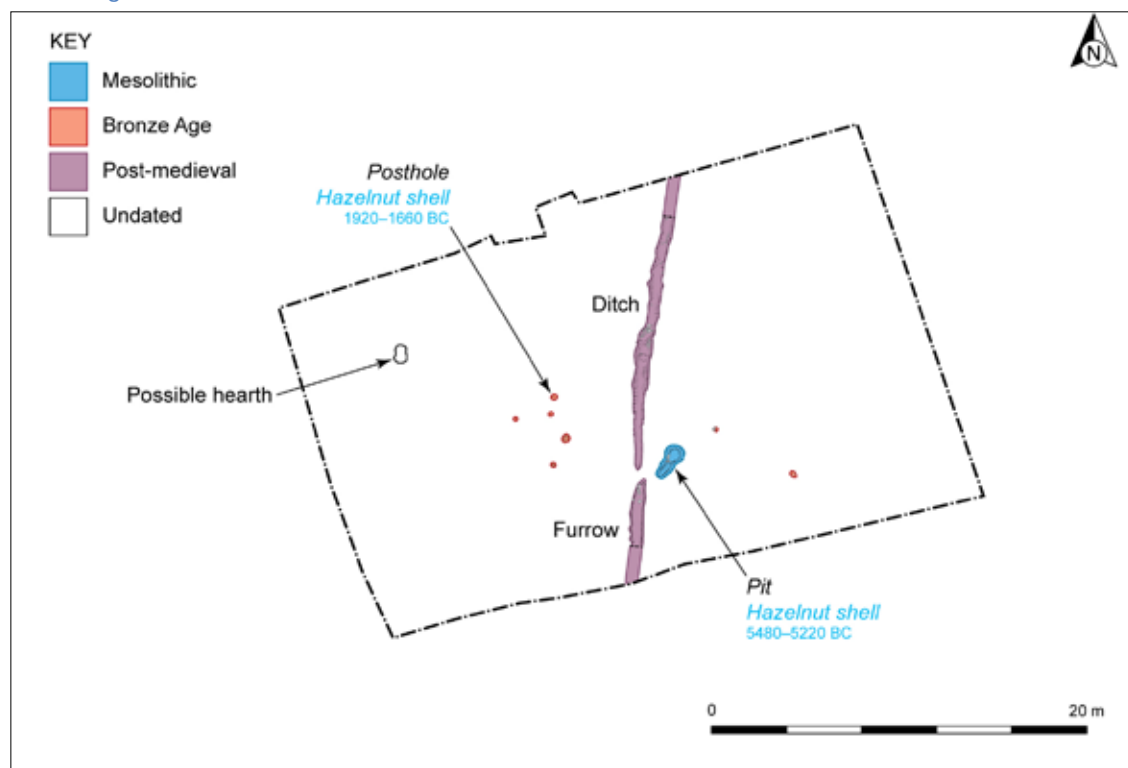 KEY
Mesolithic
Bronze Age
Post-medieval
Undated
N
Posthole
Hazelnut shell
1920–1660 BC
Ditch
Possible hearth
Furrow
Pit
Hazelnut shell
5480–5220 BC
0
20 m